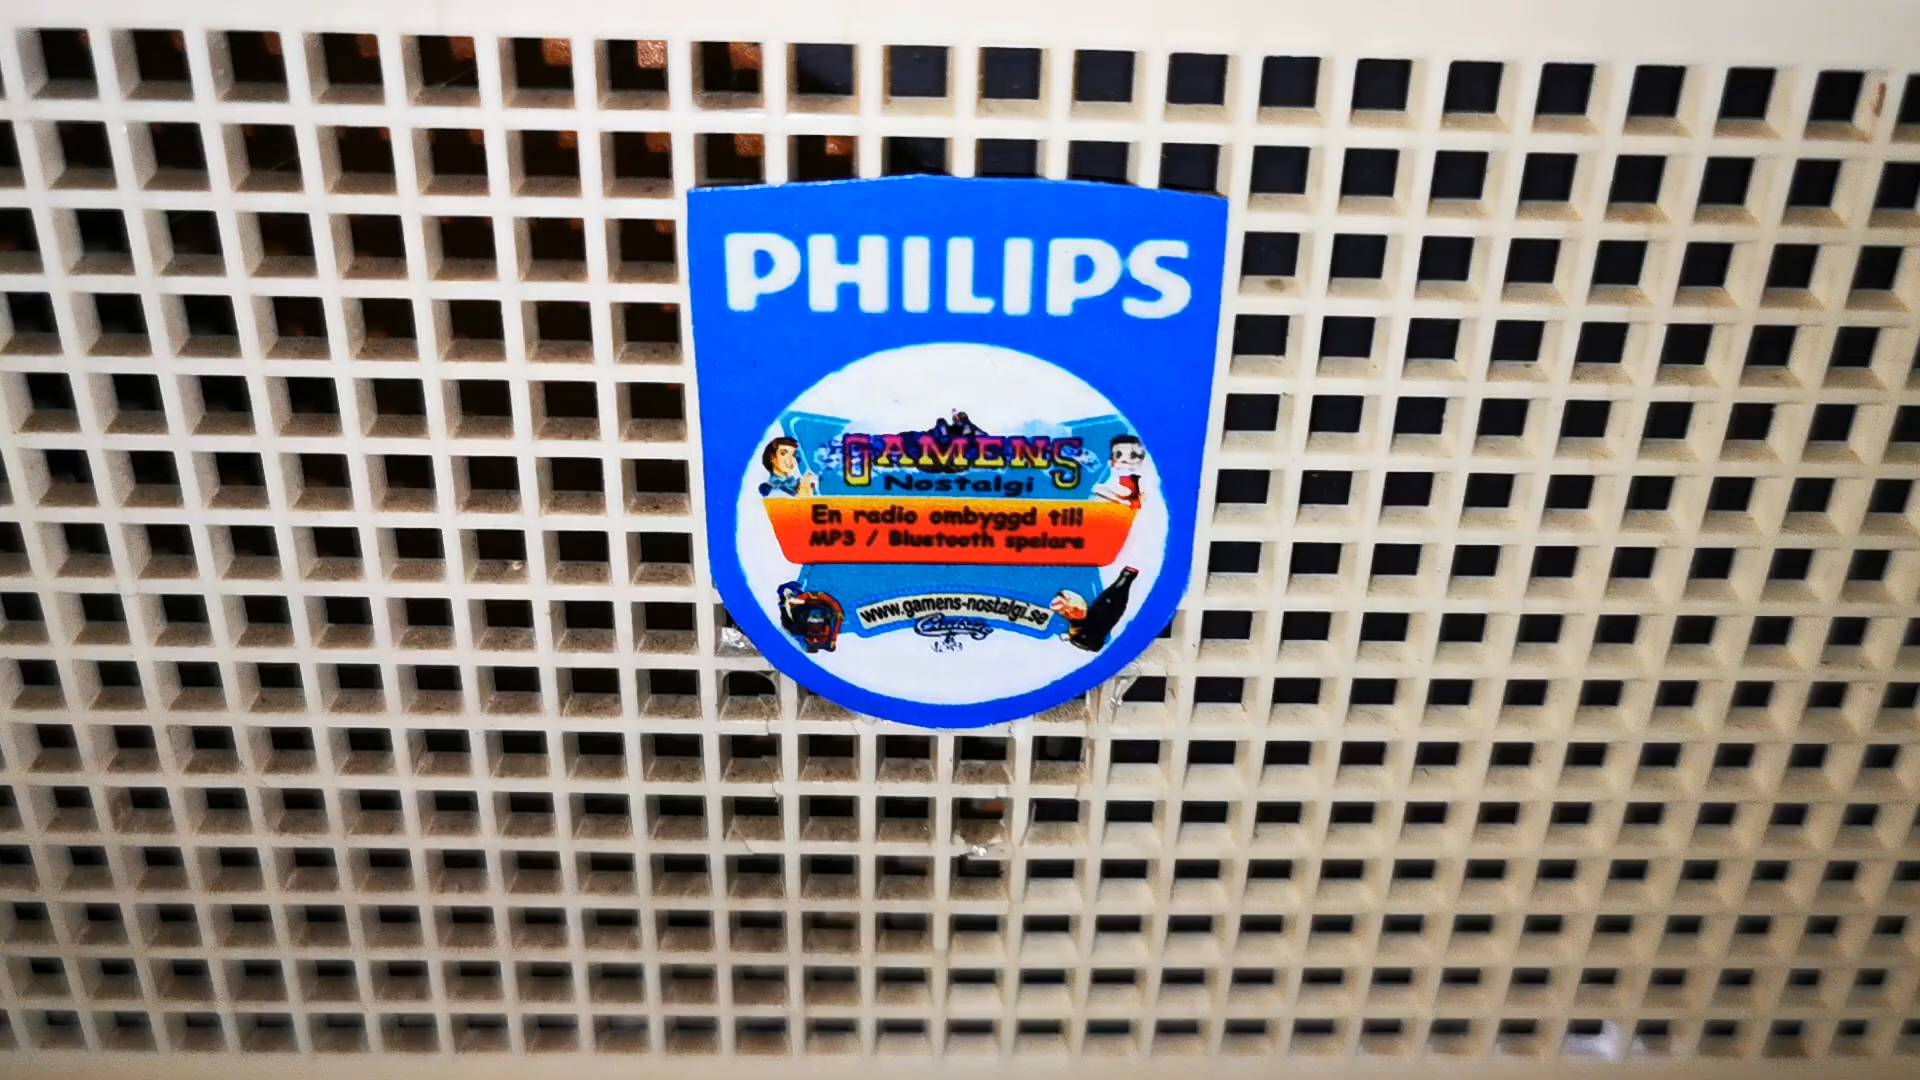 PHILIPS
GAMENS
Nostalgi
En radio ombyggd till
MP3 / Bluetooth spelare
www.gamens-nostalgi.se